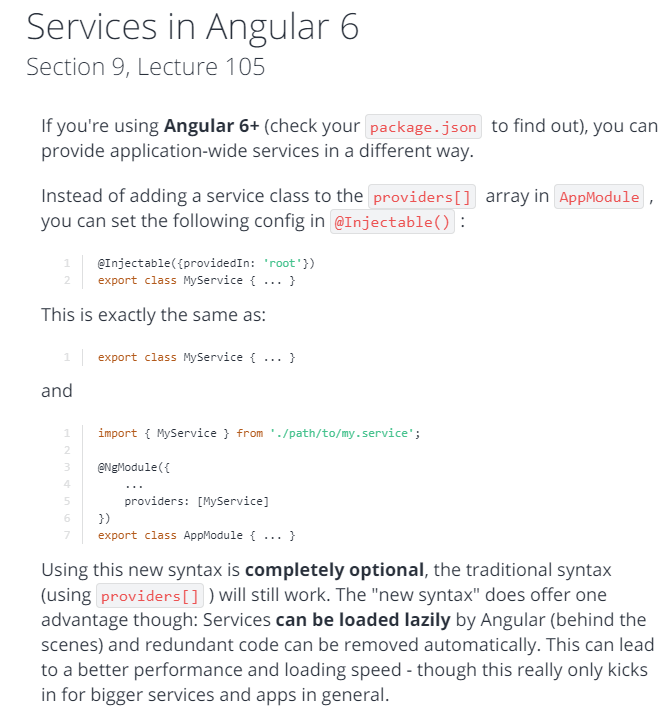 Services in Angular 6
Section 9, Lecture 105
If you're using Angular 6+ (check your package.json to find out), you can
provide application-wide services in a different way.
Instead of adding a service class to the providers[] array in AppModule ,
you can set the following config in @Injectable() :
1 @Injectable({providedIn: 'root'})
2 export class MyService { ... }
This is exactly the same as:
1 export class MyService { ... }
and
1 import { MyService } from './path/to/my.service';
2
3 @NgModule({
4     ...
5     providers: [MyService]
6 })
7 export class AppModule { ... }
Using this new syntax is completely optional, the traditional syntax
(using providers[] ) will still work. The "new syntax" does offer one
advantage though: Services can be loaded lazily by Angular (behind the
scenes) and redundant code can be removed automatically. This can lead
to a better performance and loading speed - though this really only kicks
in for bigger services and apps in general.